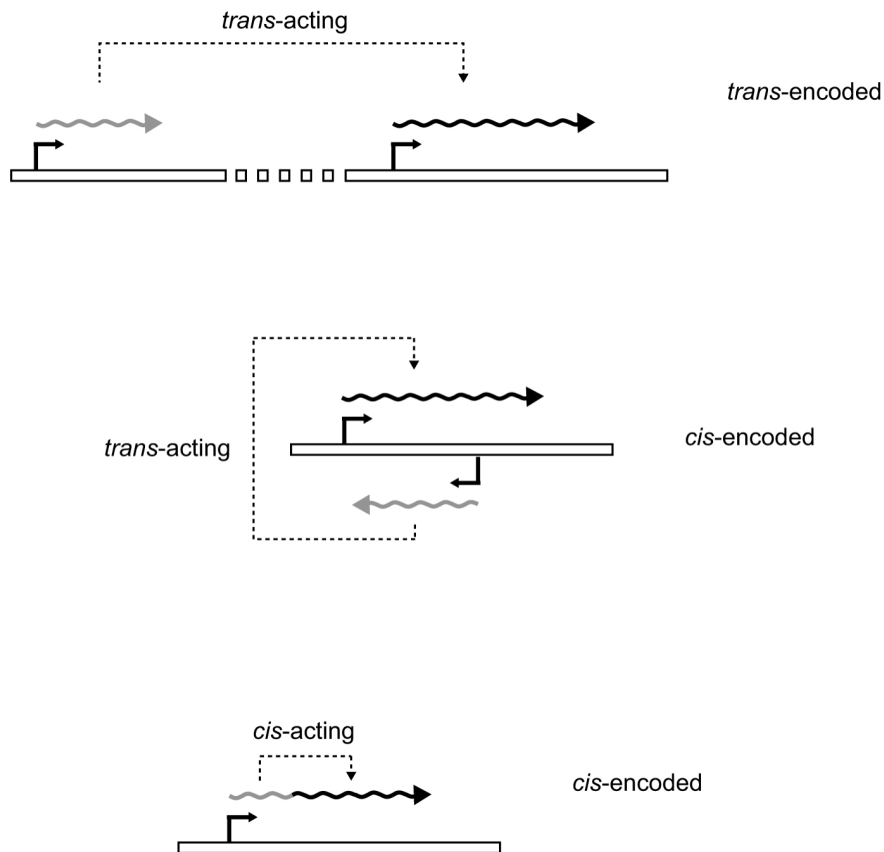 trans-acting
trans-encoded
trans-acting
cis-encoded
cis-acting
cis-encoded